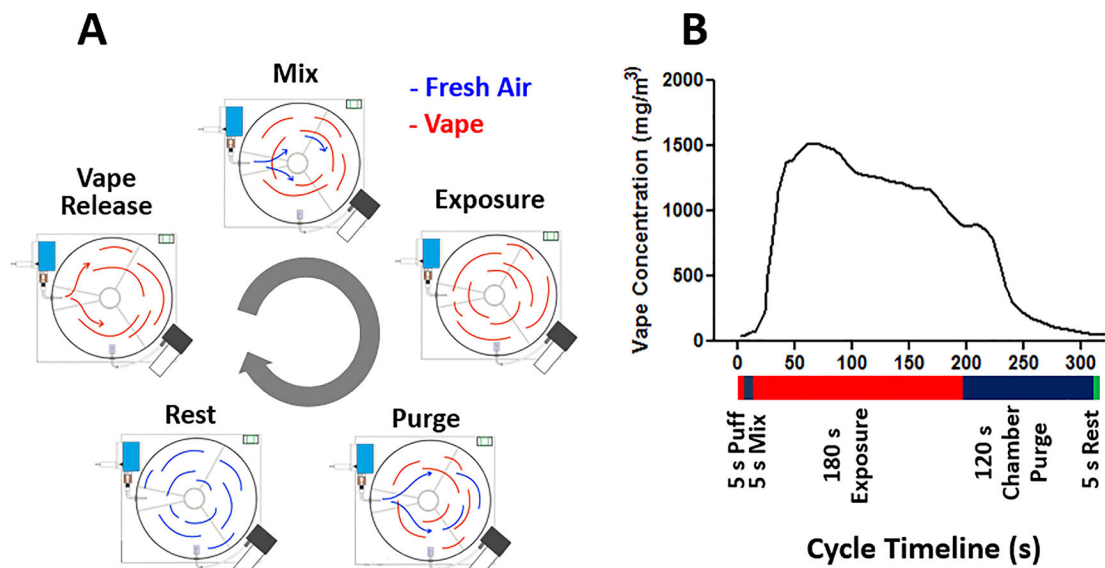 A
Mix
- Fresh Air
- Vape
Vape
Release
Exposure
Rest
Purge
B
Vape Concentration (mg/m³)
2000
1500
1000
500
0
0 50 100 150 200 250 300
5 s Puff
5 s Mix
180 s
Exposure
120 s
Chamber
Purge
5 s Rest
Cycle Timeline (s)